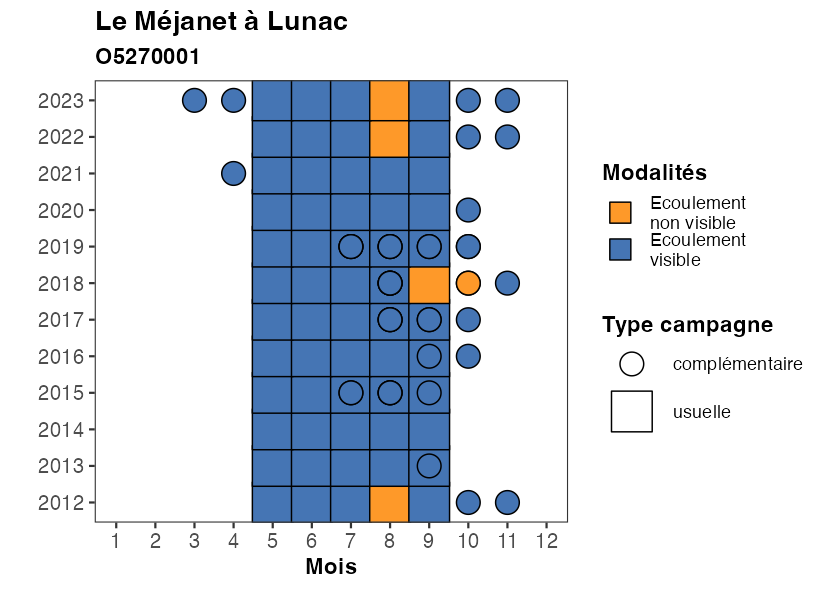 Le Méjanet à Lunac
O5270001
2023
2022
2021
2020
2019
2018
2017
2016
2015
2014
2013
2012
1 2 3 4 5 6 7 8 9 10 11 12
Mois
Modalités
Ecoulement
non visible
Ecoulement
visible
Type campagne
complémentaire
usuelle